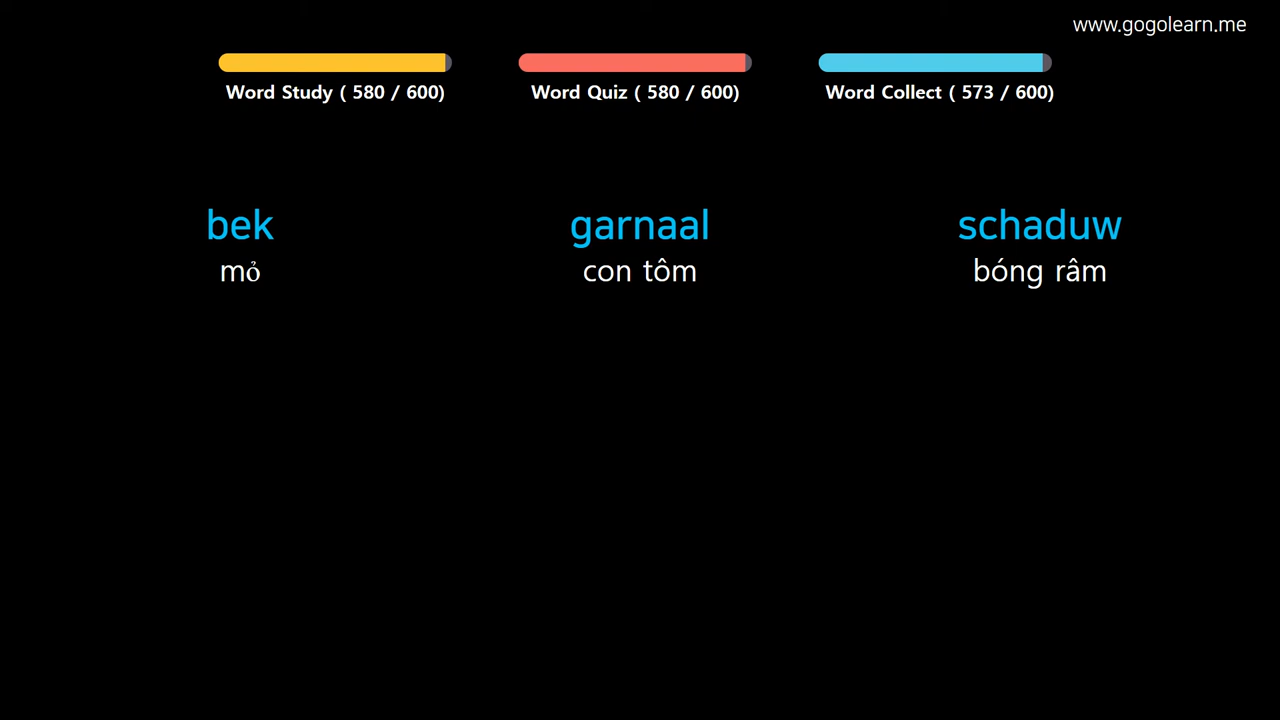 www.gogolearn.me
Word Study ( 580 / 600)
Word Quiz ( 580 / 600)
Word Collect ( 573 / 600)
bek
garnaal
schaduw
mỏ
con tôm
bóng râm